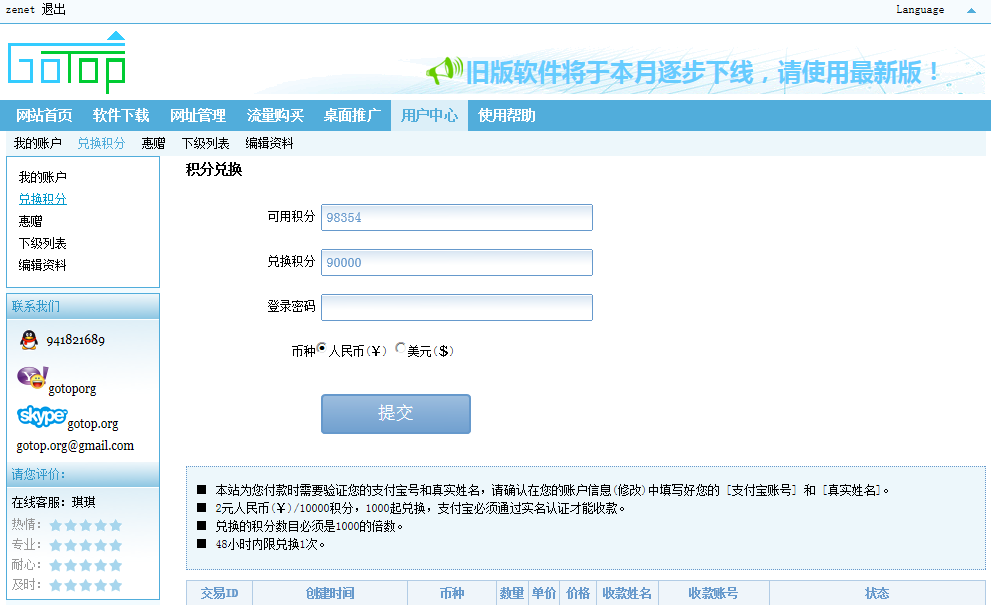 zenet 退出
Language
GoTop
旧版软件将于本月逐步下线，请使用最新版！
网站首页 软件下载 网址管理 流量购买 桌面推广 用户中心 使用帮助
我的账户 兑换积分 惠赠 下级列表 编辑资料
我的账户
兑换积分
惠赠
下级列表
编辑资料
联系我们
941821689
gotoporg
skype gotop.org
gotop.org@gmail.com
请您评价:
在线客服: 琪琪
热情:
专业:
耐心:
及时:
积分兑换
可用积分 98354
兑换积分 90000
登录密码
币种 人民币(￥) 美元($)
提交
本站为您付款时需要验证您的支付宝号和真实姓名，请确认在您的账户信息(修改)中填写好您的 [支付宝账号] 和 [真实姓名]。
2元人民币(￥)/10000积分，1000起兑换，支付宝必须通过实名认证才能收款。
兑换的积分数目必须是1000的倍数。
48小时内限兑换1次。
交易ID 创建时间 币种 数量 单价 价格 收款姓名 收款账号 状态